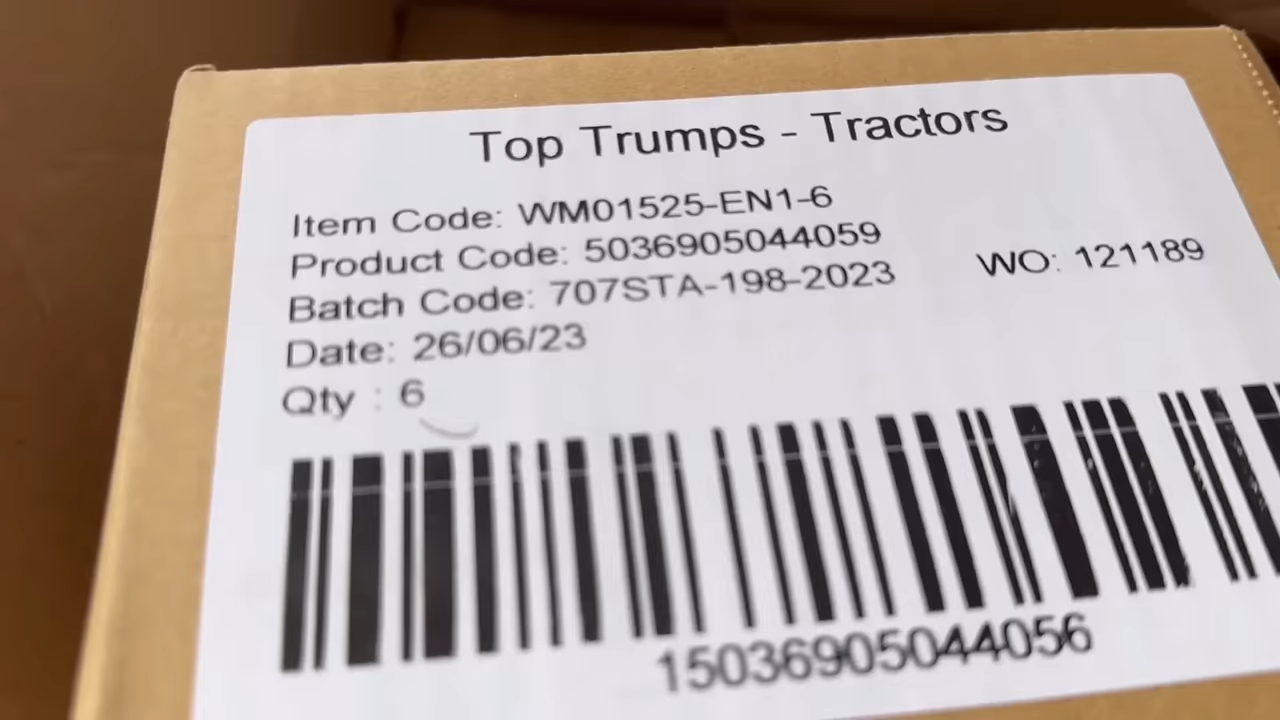 Top Trumps - Tractors
Item Code: WM01525-EN1-6
Product Code: 5036905044059
Batch Code: 707STA-198-2023 WO: 121189
Date: 26/06/23
Qty : 6
15036905044056